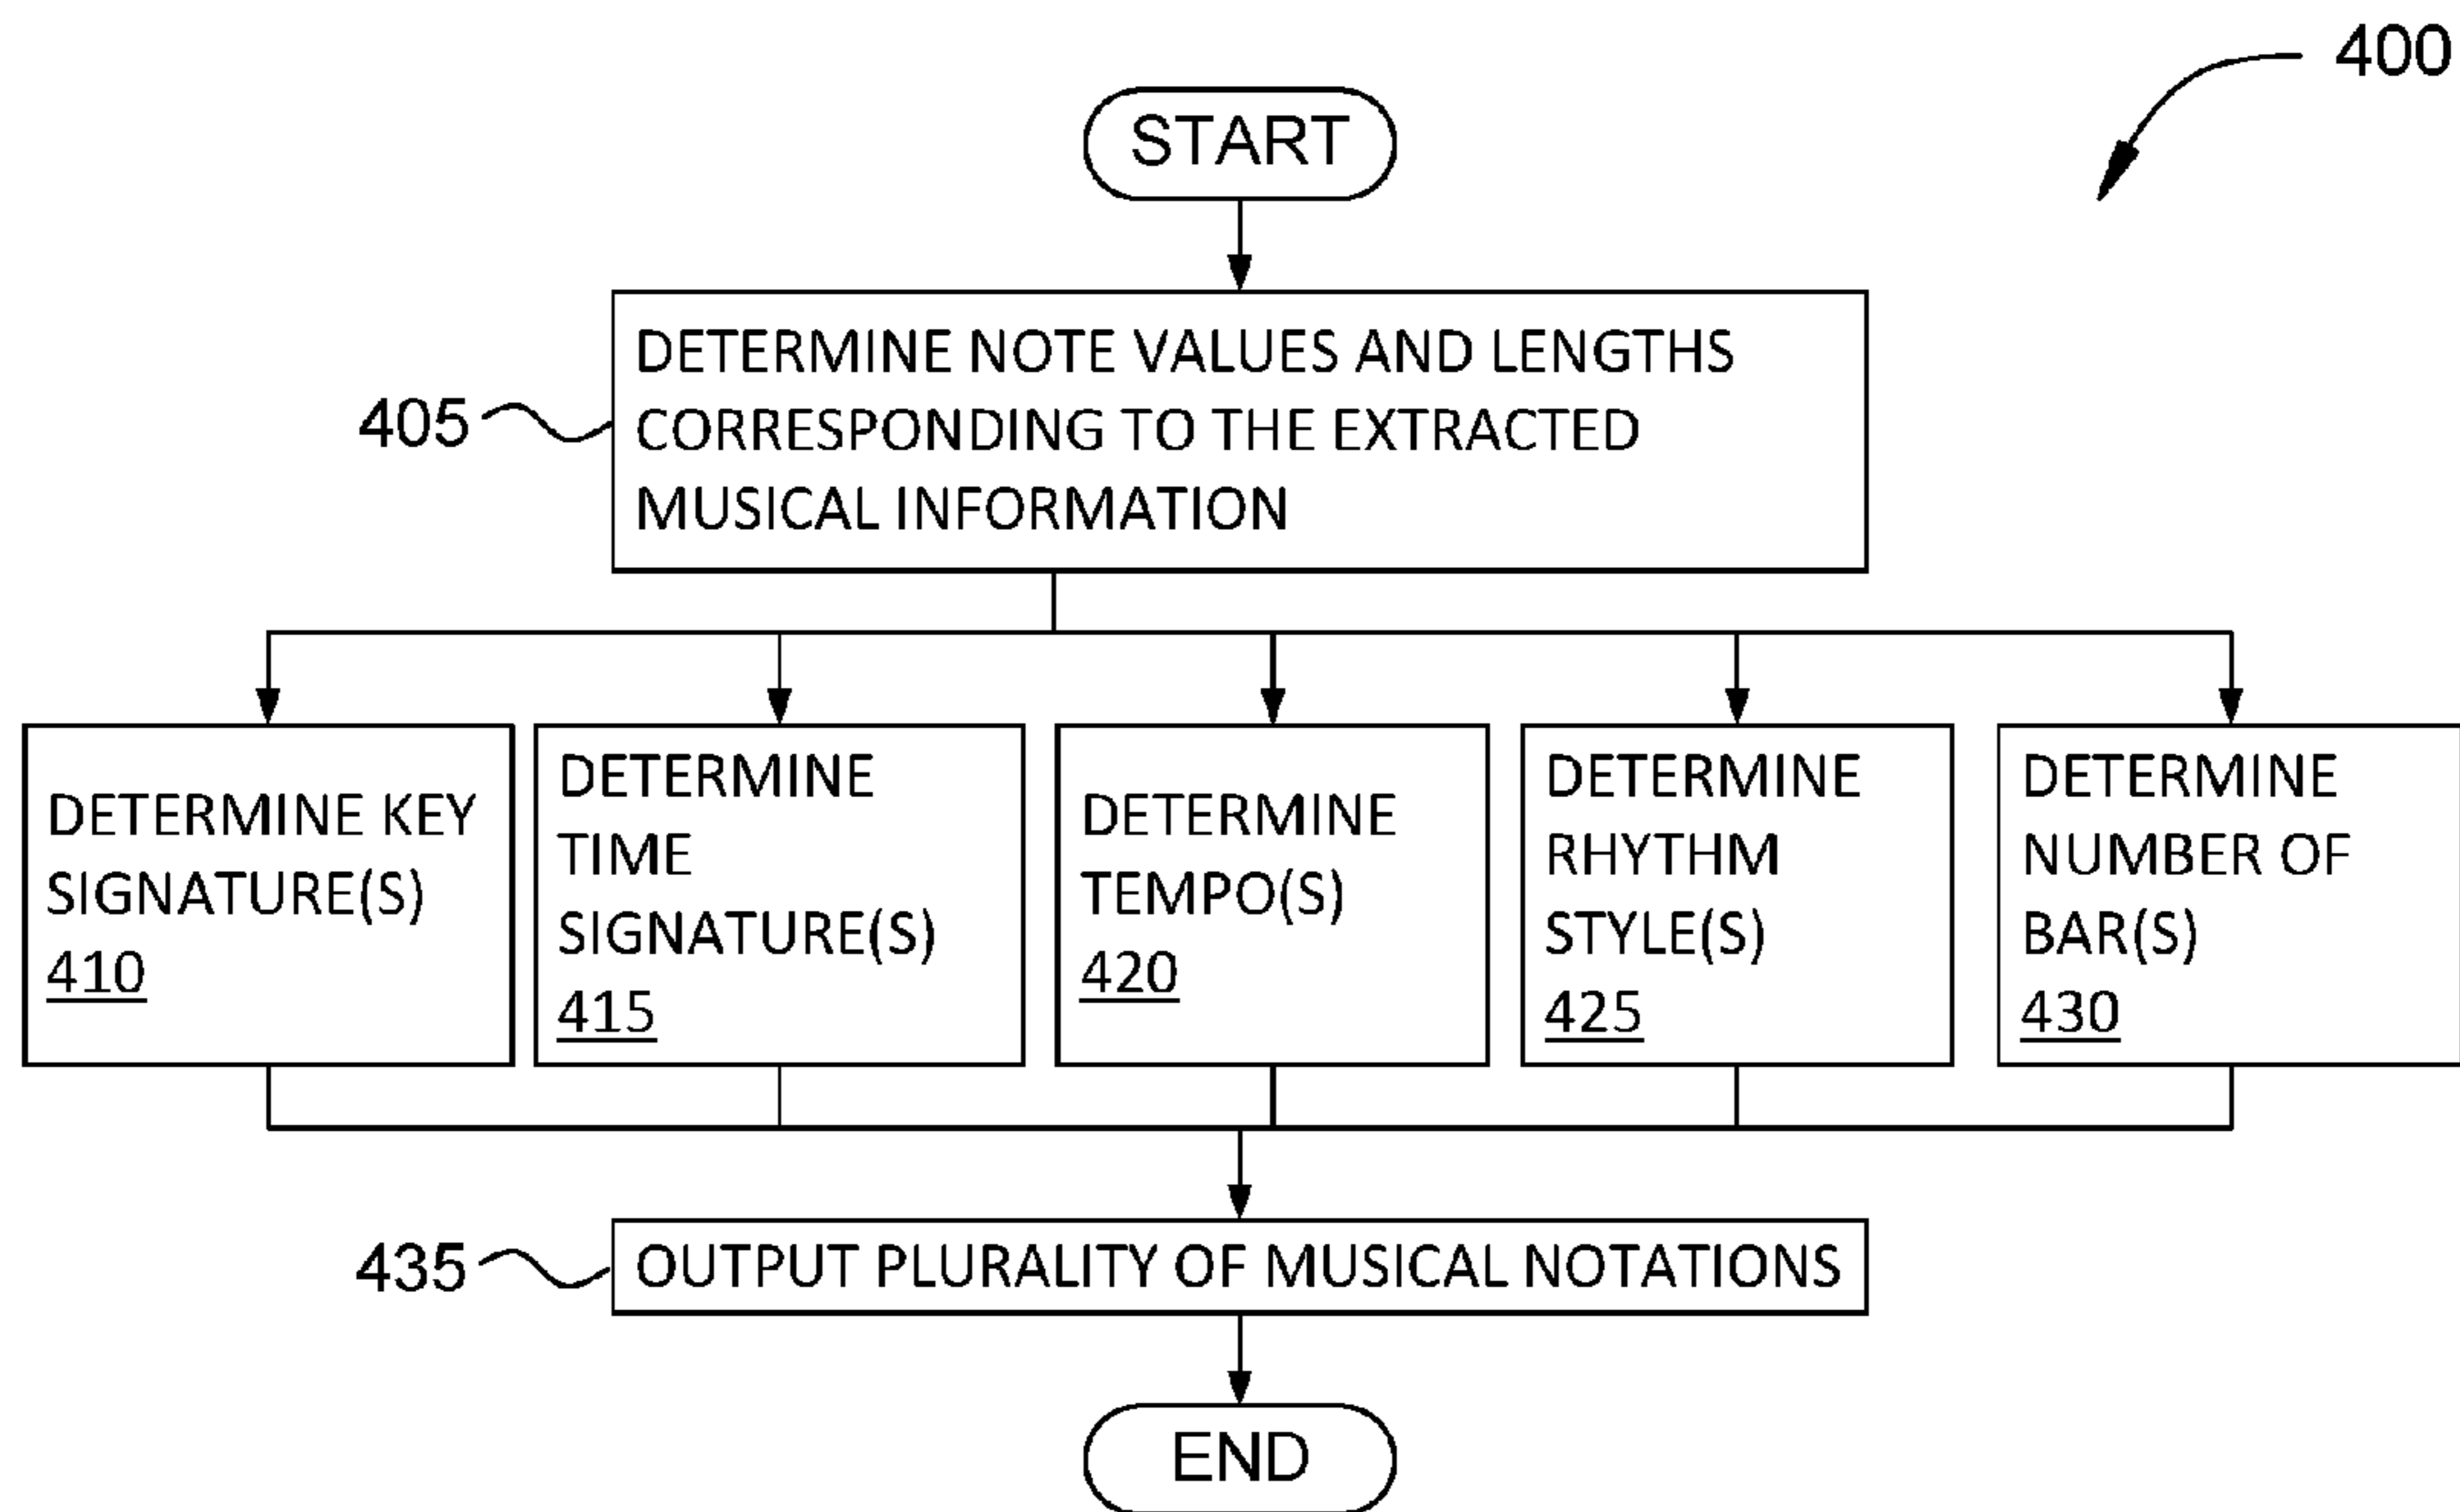 400
START
405
DETERMINE NOTE VALUES AND LENGTHS
CORRESPONDING TO THE EXTRACTED
MUSICAL INFORMATION
DETERMINE KEY
SIGNATURE(S)
410
DETERMINE
TIME
SIGNATURE(S)
415
DETERMINE
TEMPO(S)
420
DETERMINE
RHYTHM
STYLE(S)
425
DETERMINE
NUMBER OF
BAR(S)
430
435
OUTPUT PLURALITY OF MUSICAL NOTATIONS
END